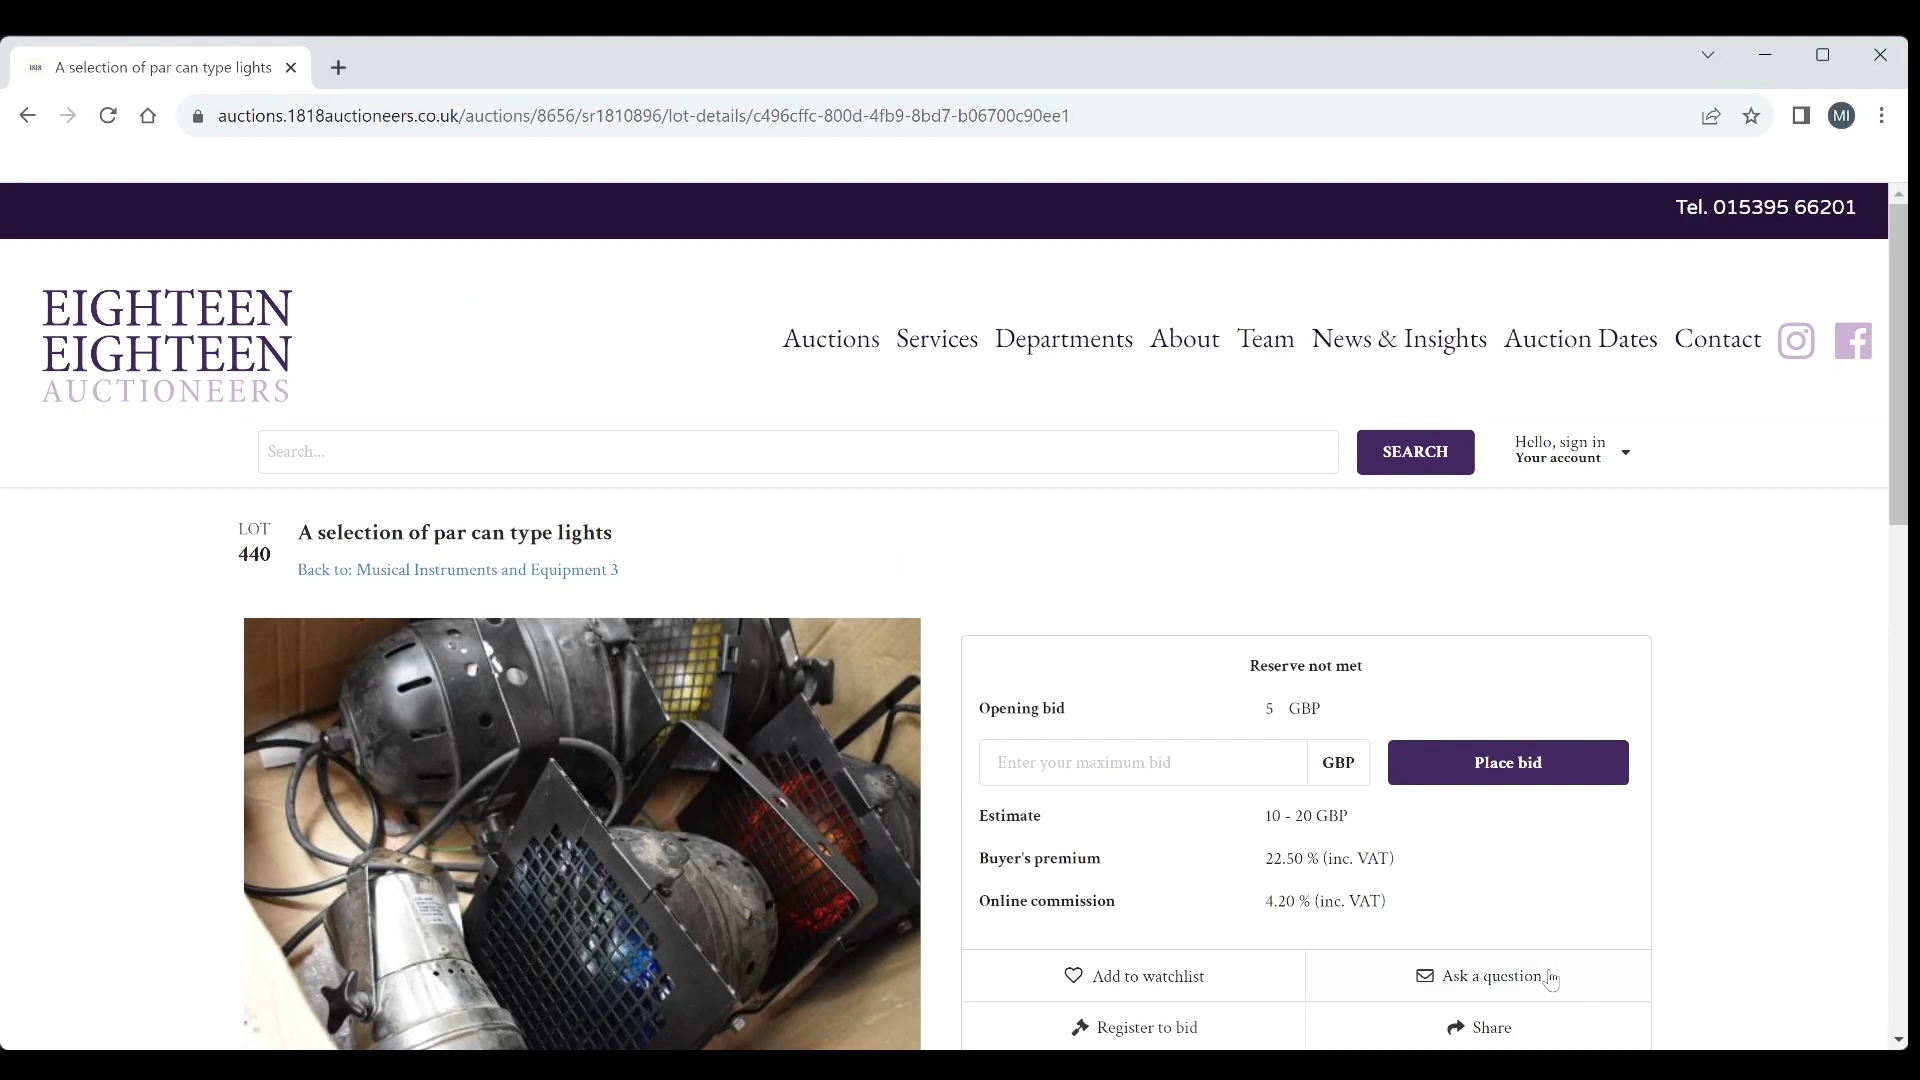 1818 A selection of par can type lights
auctions.1818auctioneers.co.uk/auctions/8656/sr1810896/lot-details/c496cffc-800d-4fb9-8bd7-b06700c90ee1
MI
Tel. 015395 66201
EIGHTEEN
EIGHTEEN
AUCTIONEERS
Auctions Services Departments About Team News & Insights Auction Dates Contact
Search...
SEARCH
Hello, sign in
Your account
LOT
440
A selection of par can type lights
Back to: Musical Instruments and Equipment 3
Reserve not met
Opening bid 5 GBP
Enter your maximum bid GBP Place bid
Estimate 10 - 20 GBP
Buyer's premium 22.50 % (inc. VAT)
Online commission 4.20 % (inc. VAT)
Add to watchlist Ask a question
Register to bid Share